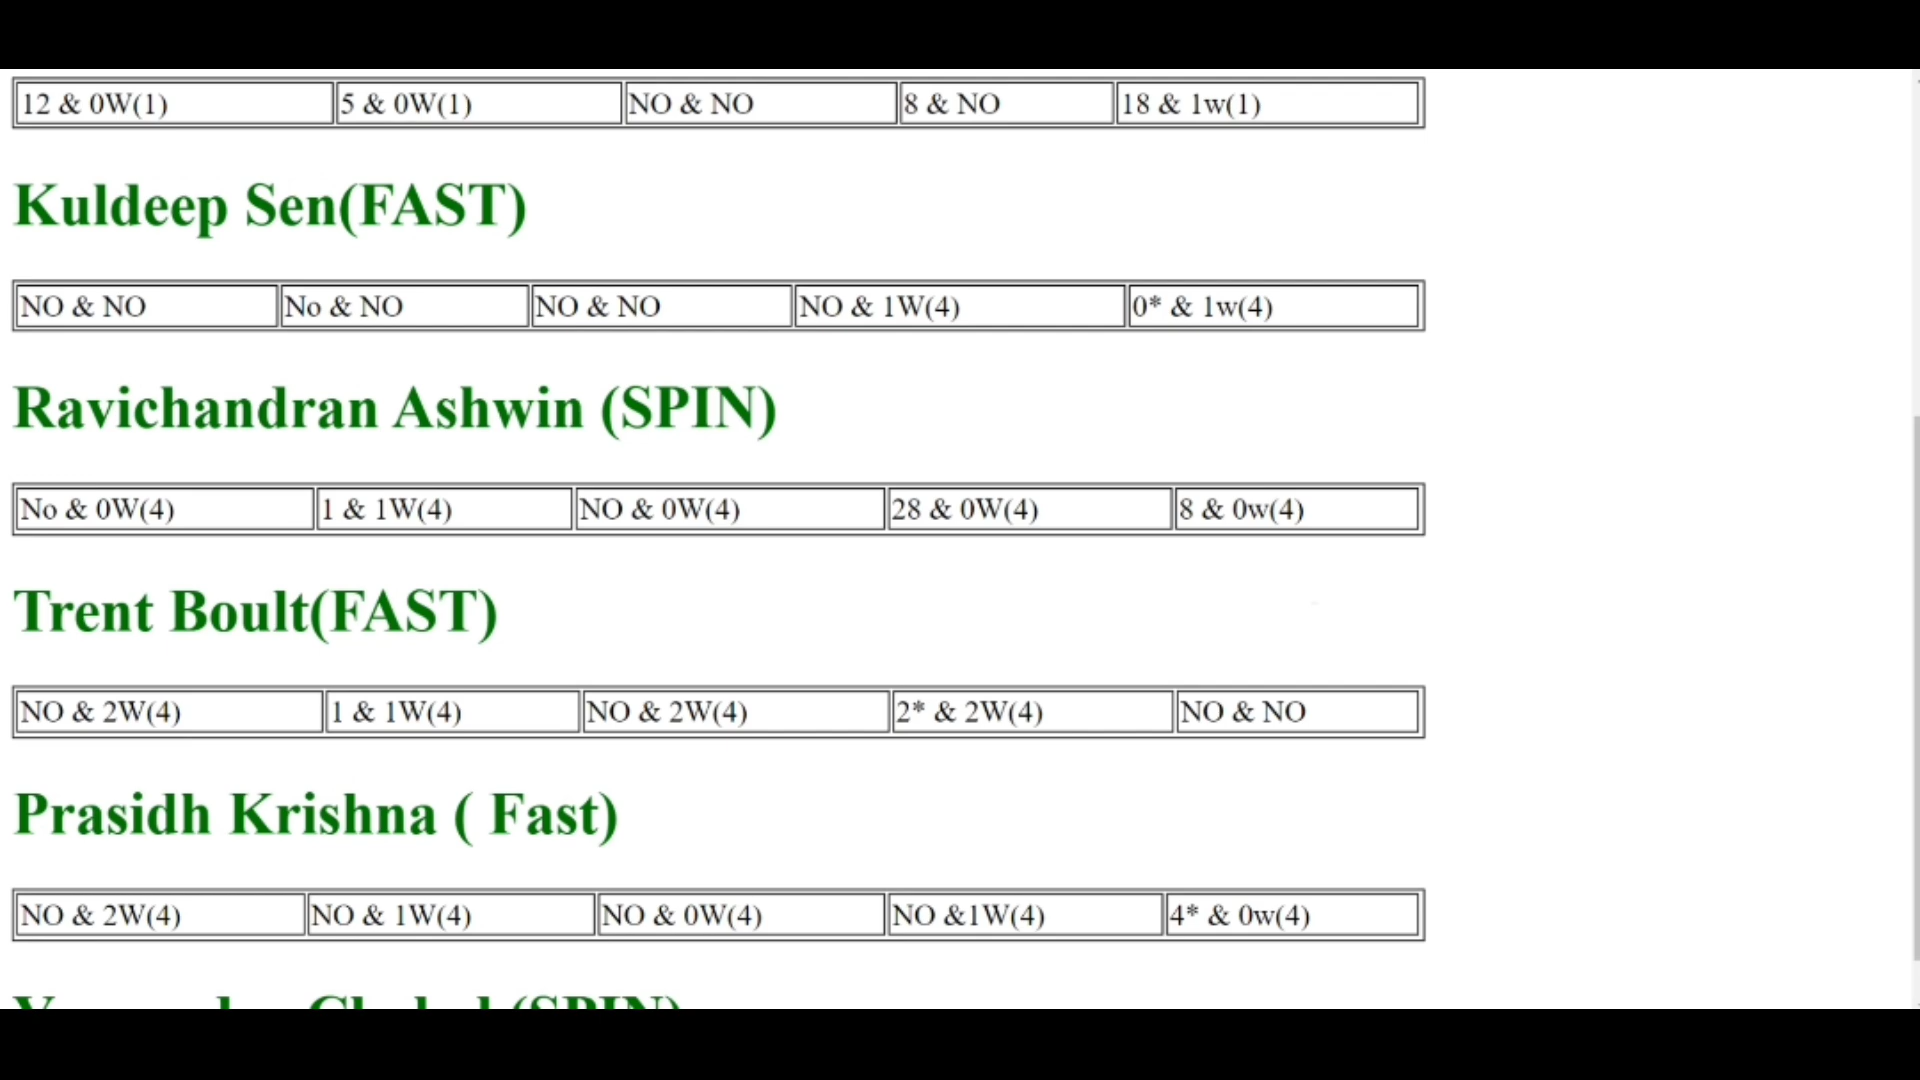 12 & 0W(1) 5 & 0W(1) NO & NO 8 & NO 18 & 1w(1)
Kuldeep Sen(FAST)
NO & NO No & NO NO & NO NO & 1W(4) 0* & 1w(4)
Ravichandran Ashwin (SPIN)
No & 0W(4) 1 & 1W(4) NO & 0W(4) 28 & 0W(4) 8 & 0w(4)
Trent Boult(FAST)
NO & 2W(4) 1 & 1W(4) NO & 2W(4) 2* & 2W(4) NO & NO
Prasidh Krishna ( Fast)
NO & 2W(4) NO & 1W(4) NO & 0W(4) NO &1W(4) 4* & 0w(4)
(SPIN)